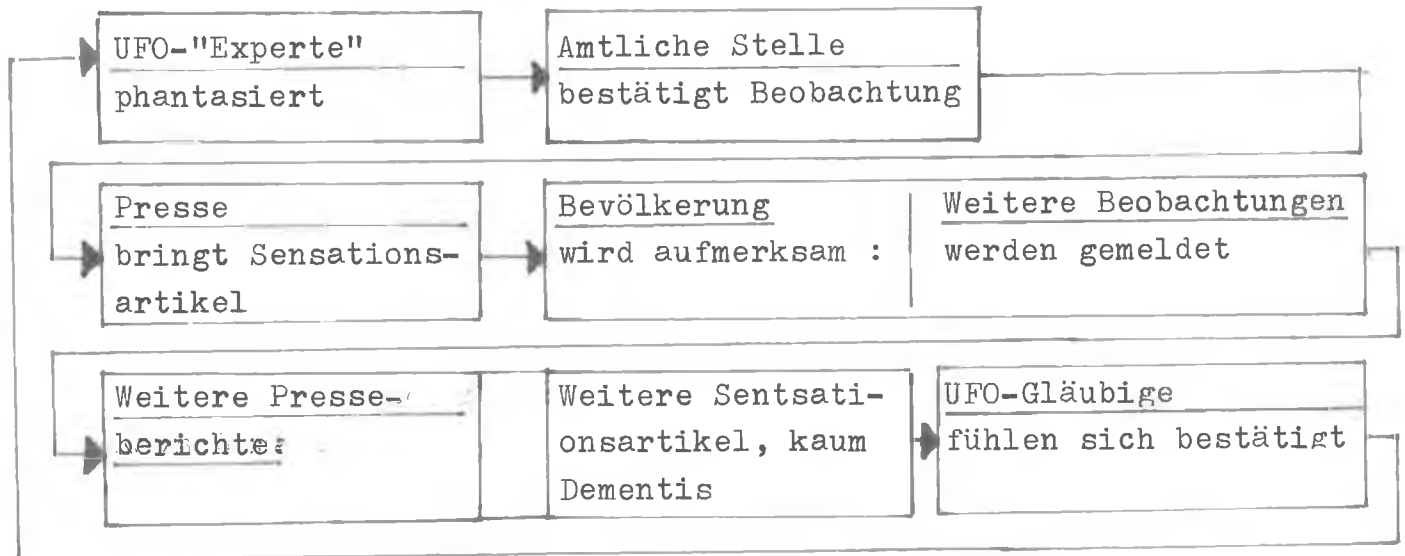 UFO-"Experte"
phantasiert
Amtliche Stelle
bestätigt Beobachtung
Presse
bringt Sensations-
artikel
Bevölkerung
wird aufmerksam :
Weitere Beobachtungen
werden gemeldet
Weitere Presse-
berichte:
Weitere Sentsati-
onsartikel, kaum
Dementis
UFO-Gläubige
fühlen sich bestätigt